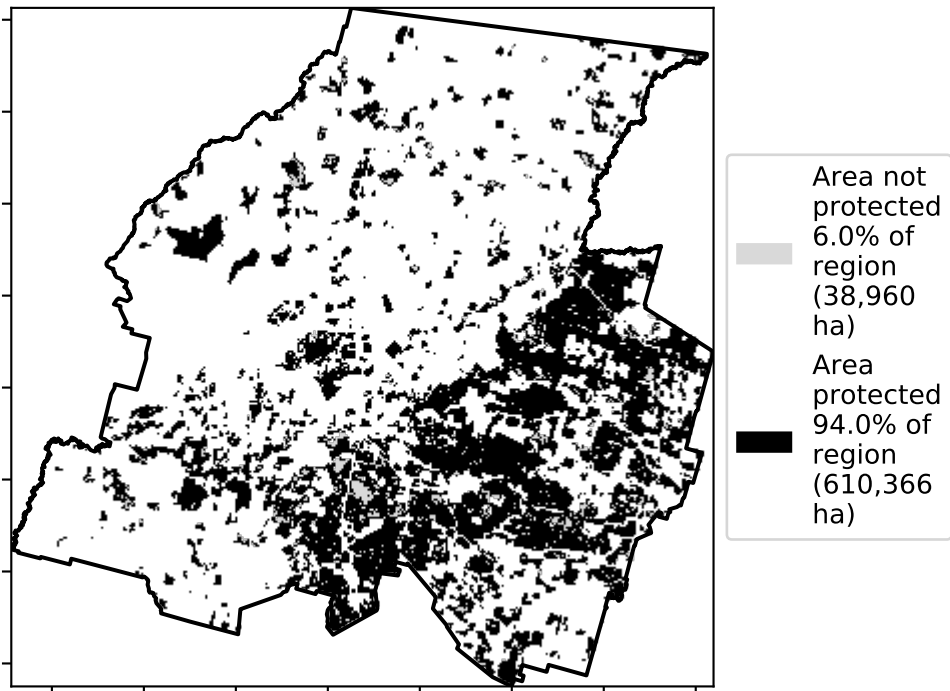 Area not
protected
6.0% of
region
(38,960
ha)
Area
protected
94.0% of
region
(610,366
ha)